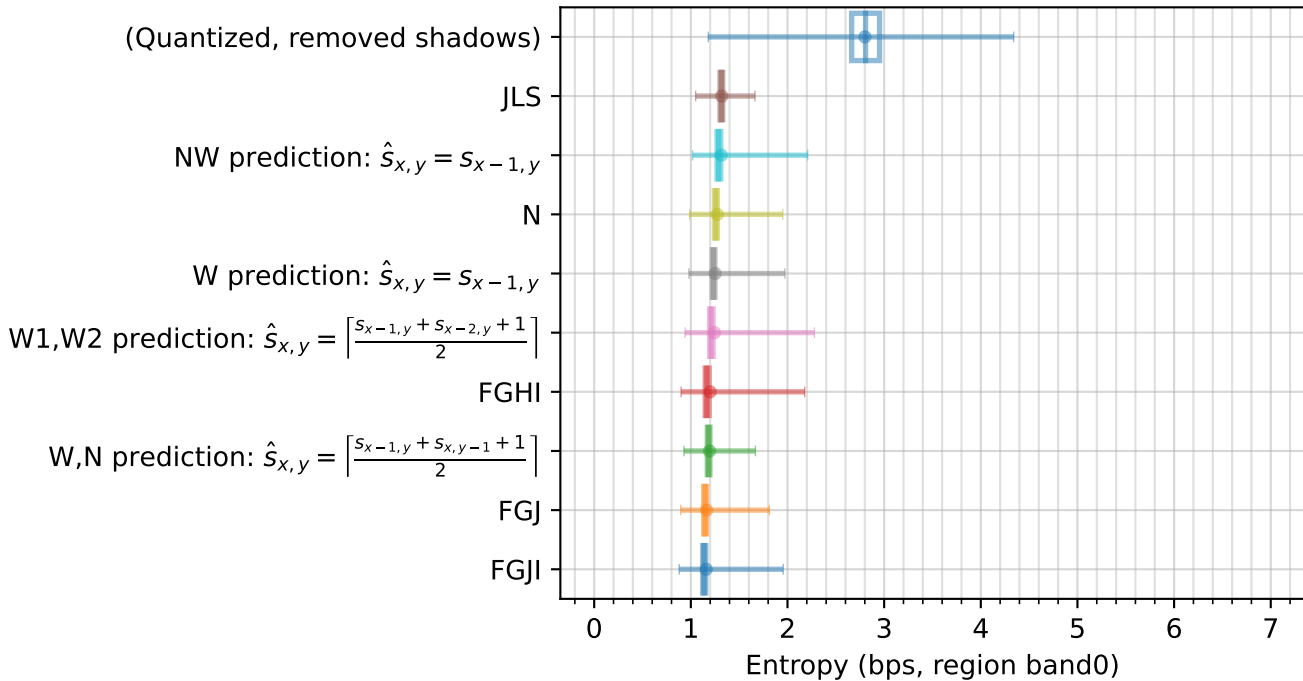 (Quantized, removed shadows)
JLS
NW prediction: ŝ_{x,y} = s_{x−1,y}
N
W prediction: ŝ_{x,y} = s_{x−1,y}
W1,W2 prediction: ŝ_{x,y} = ⌈(s_{x−1,y} + s_{x−2,y} + 1)/2⌉
FGHI
W,N prediction: ŝ_{x,y} = ⌈(s_{x−1,y} + s_{x,y−1} + 1)/2⌉
FGJ
FGJI
0 1 2 3 4 5 6 7
Entropy (bps, region band0)